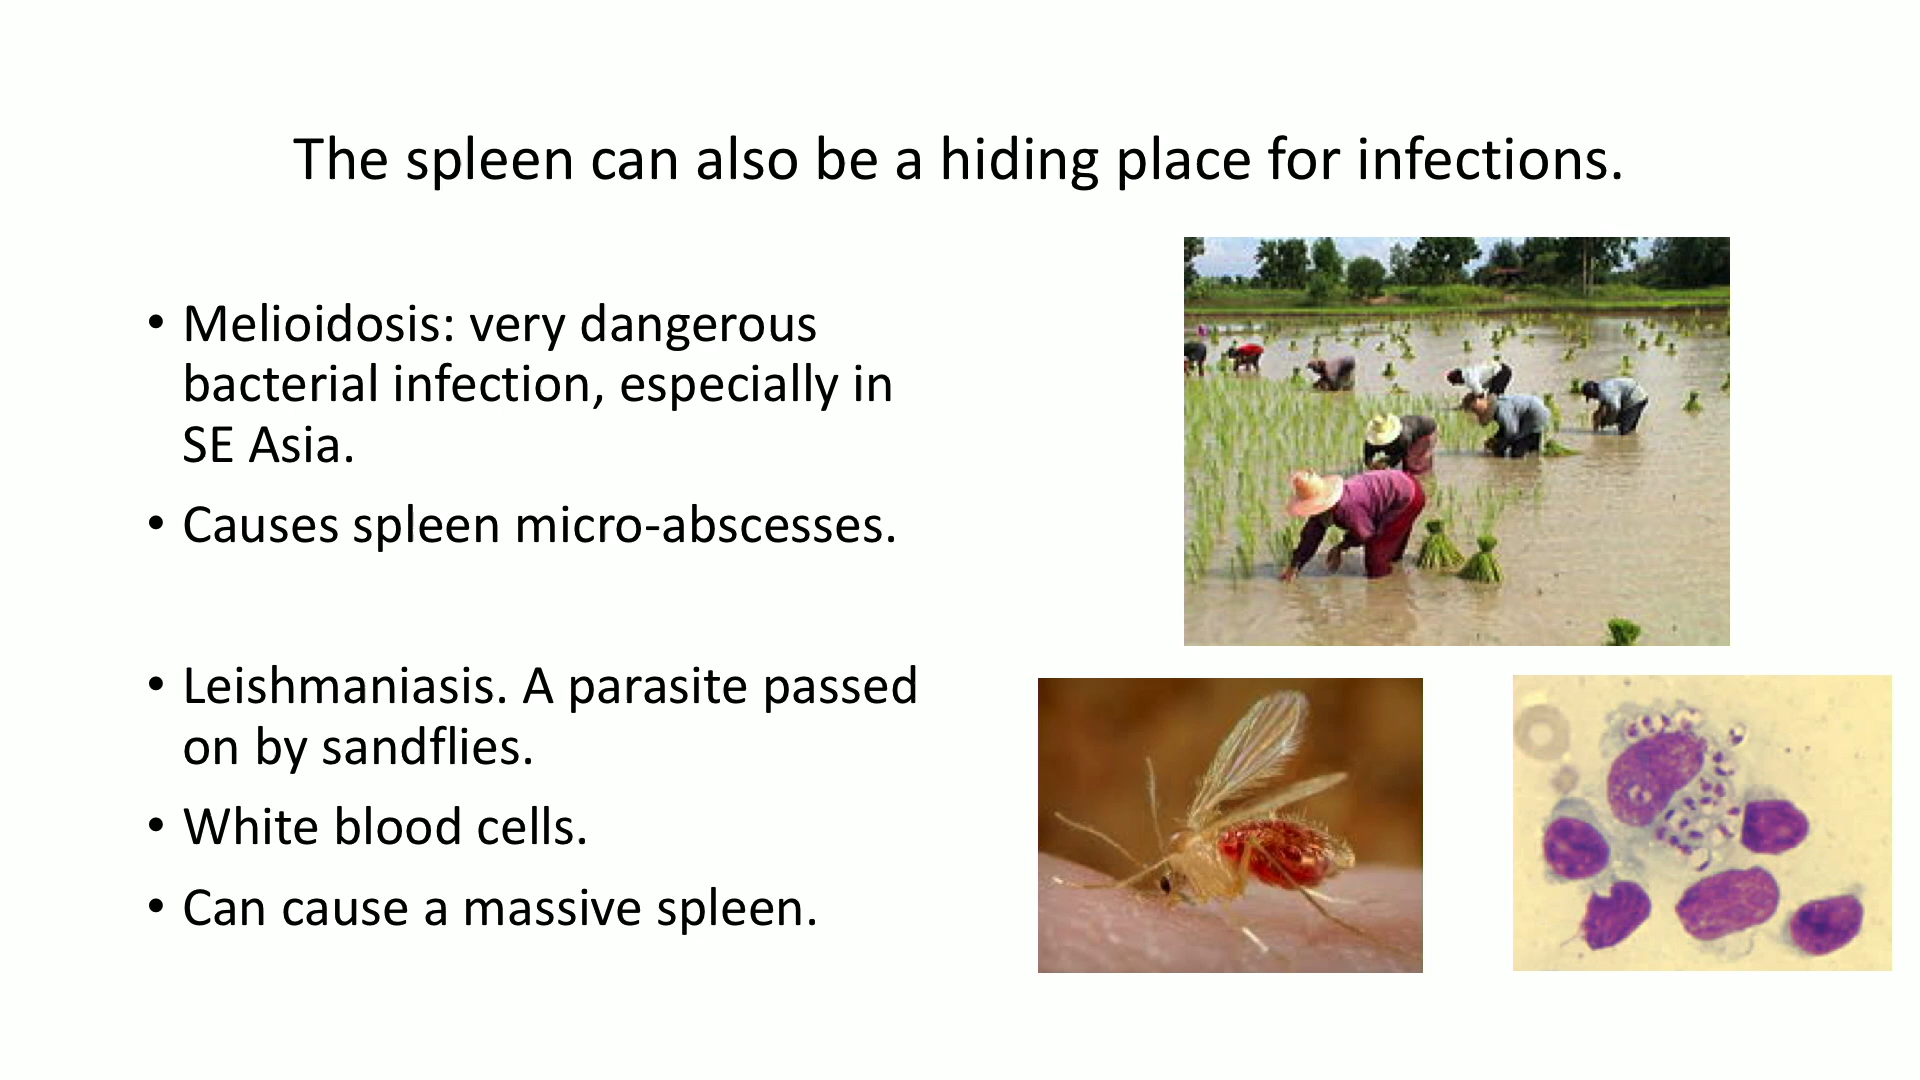 The spleen can also be a hiding place for infections.
• Melioidosis: very dangerous
bacterial infection, especially in
SE Asia.
• Causes spleen micro-abscesses.
• Leishmaniasis. A parasite passed
on by sandflies.
• White blood cells.
• Can cause a massive spleen.